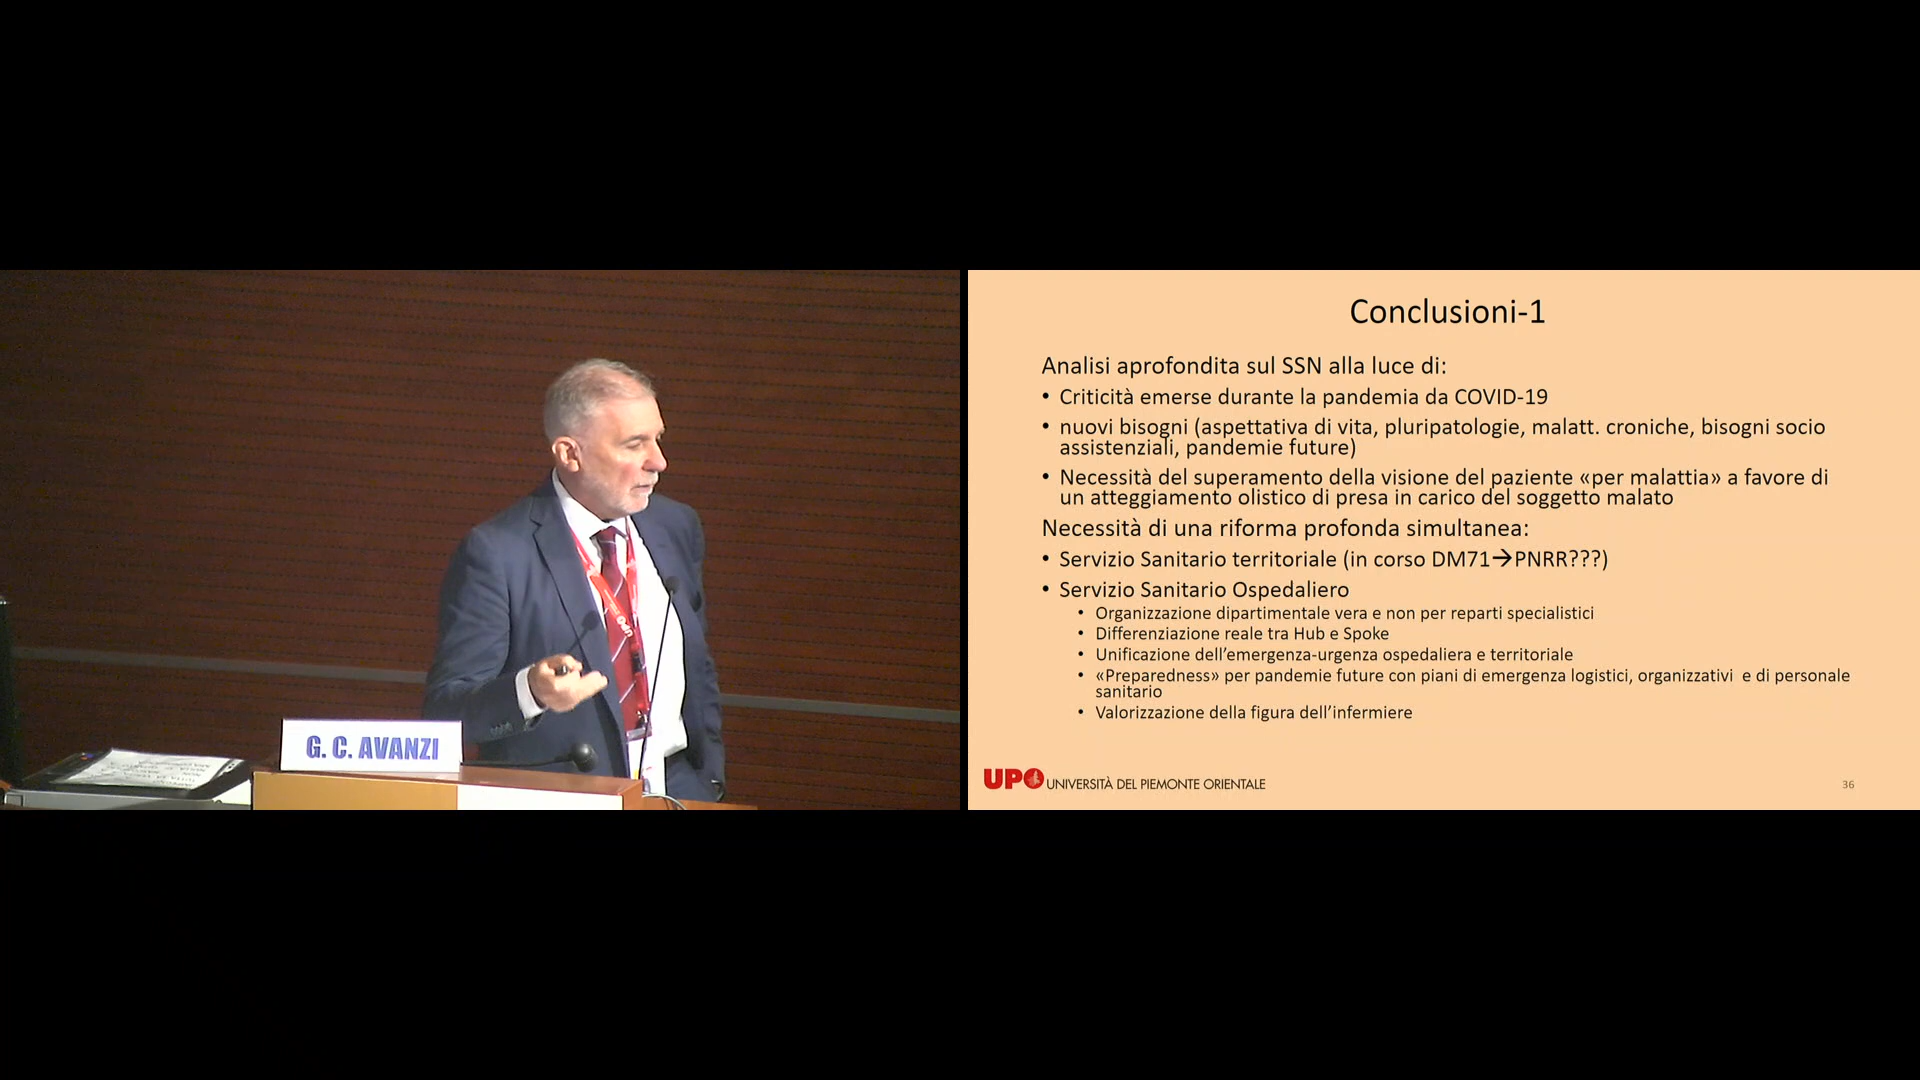 G. C. AVANZI
UPO
Conclusioni-1
Analisi aprofondita sul SSN alla luce di:
• Criticità emerse durante la pandemia da COVID-19
• nuovi bisogni (aspettativa di vita, pluripatologie, malatt. croniche, bisogni socio
assistenziali, pandemie future)
• Necessità del superamento della visione del paziente «per malattia» a favore di
un atteggiamento olistico di presa in carico del soggetto malato
Necessità di una riforma profonda simultanea:
• Servizio Sanitario territoriale (in corso DM71→PNRR???)
• Servizio Sanitario Ospedaliero
• Organizzazione dipartimentale vera e non per reparti specialistici
• Differenziazione reale tra Hub e Spoke
• Unificazione dell’emergenza-urgenza ospedaliera e territoriale
• «Preparedness» per pandemie future con piani di emergenza logistici, organizzativi e di personale
sanitario
• Valorizzazione della figura dell’infermiere
UPO UNIVERSITÀ DEL PIEMONTE ORIENTALE
36